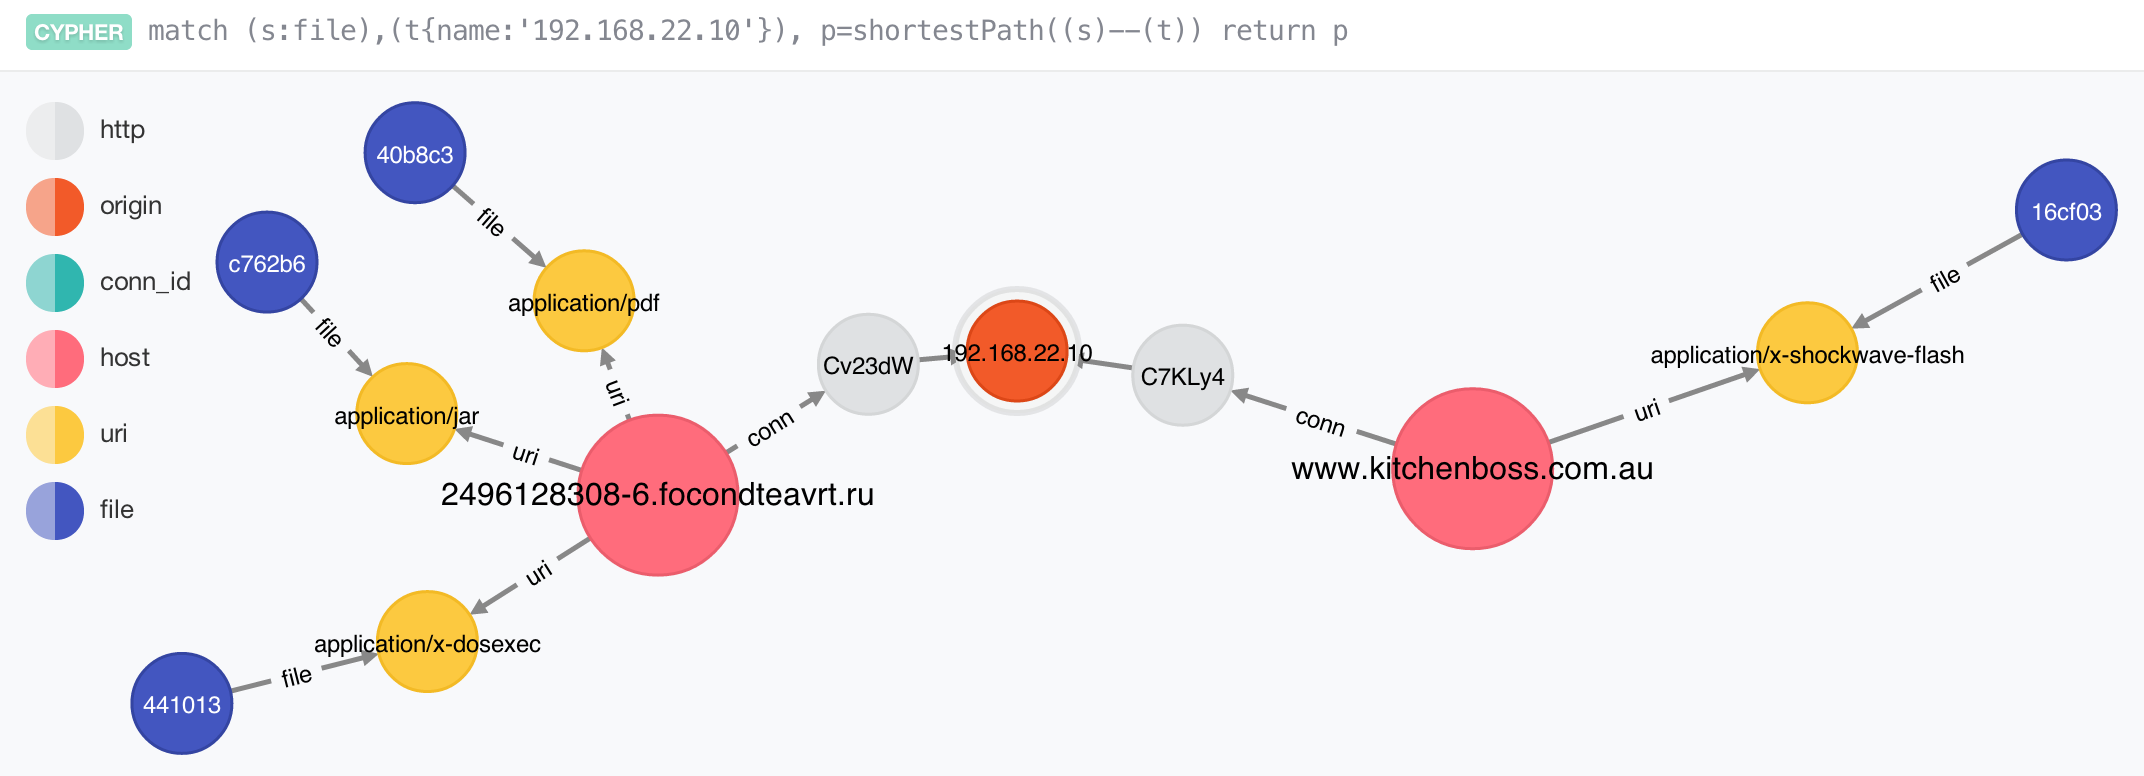 CYPHER match (s:file),(t{name:'192.168.22.10'}), p=shortestPath((s)--(t)) return p
http
origin
conn_id
host
uri
file
40b8c3
file
c762b6
file
application/pdf
uri
application/jar
uri
2496128308-6.focondteavrt.ru
conn
Cv23dW
192.168.22.10
C7KLy4
conn
www.kitchenboss.com.au
uri
application/x-shockwave-flash
file
16cf03
uri
application/x-dosexec
file
441013